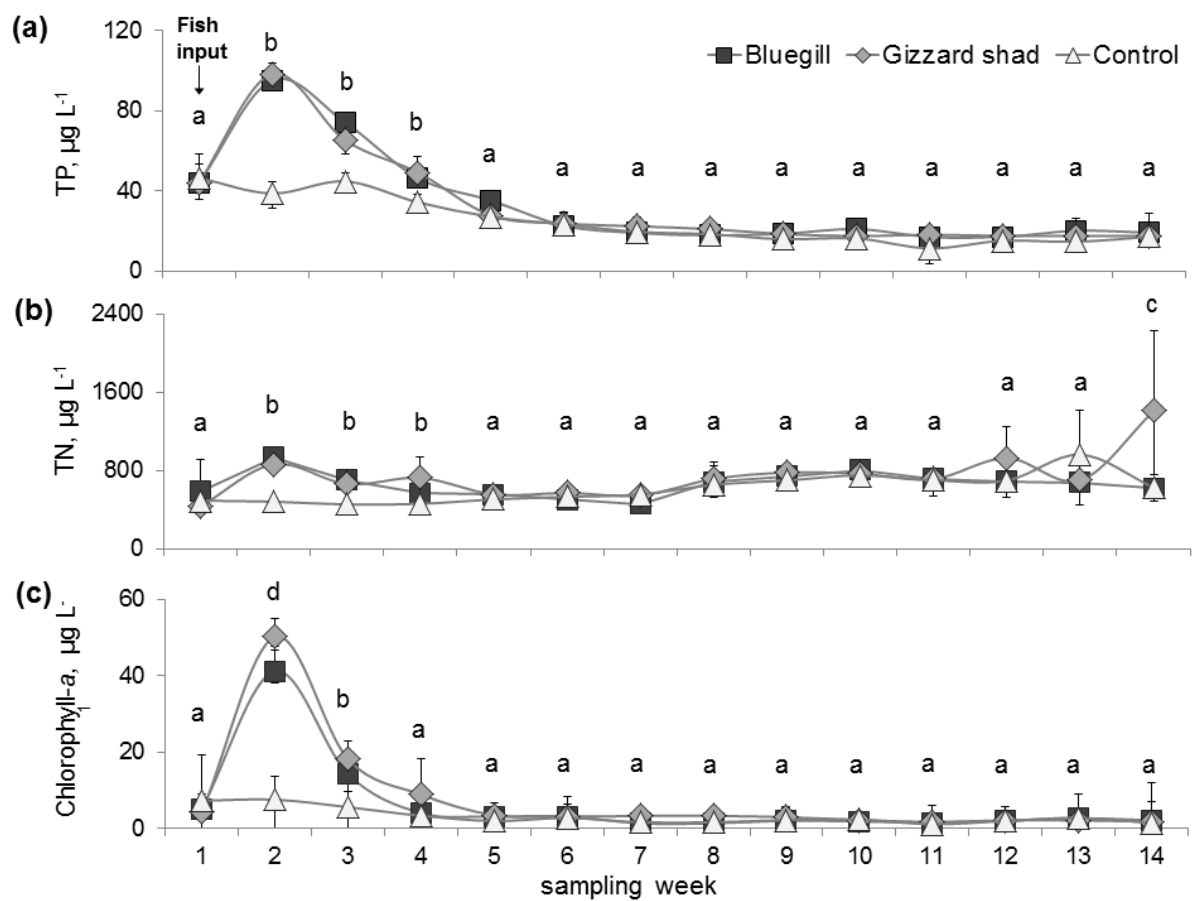 (a)
120
80
40
0
TP, µg L-1
Fish
input
Bluegill Gizzard shad Control
a b b b a a a a a a a a a a
(b)
2400
1600
800
0
TN, µg L-1
a b b b a a a a a a a a a c
(c)
60
40
20
0
Chlorophyll-a, µg L-
1
a d b a a a a a a a a a a a
1 2 3 4 5 6 7 8 9 10 11 12 13 14
sampling week